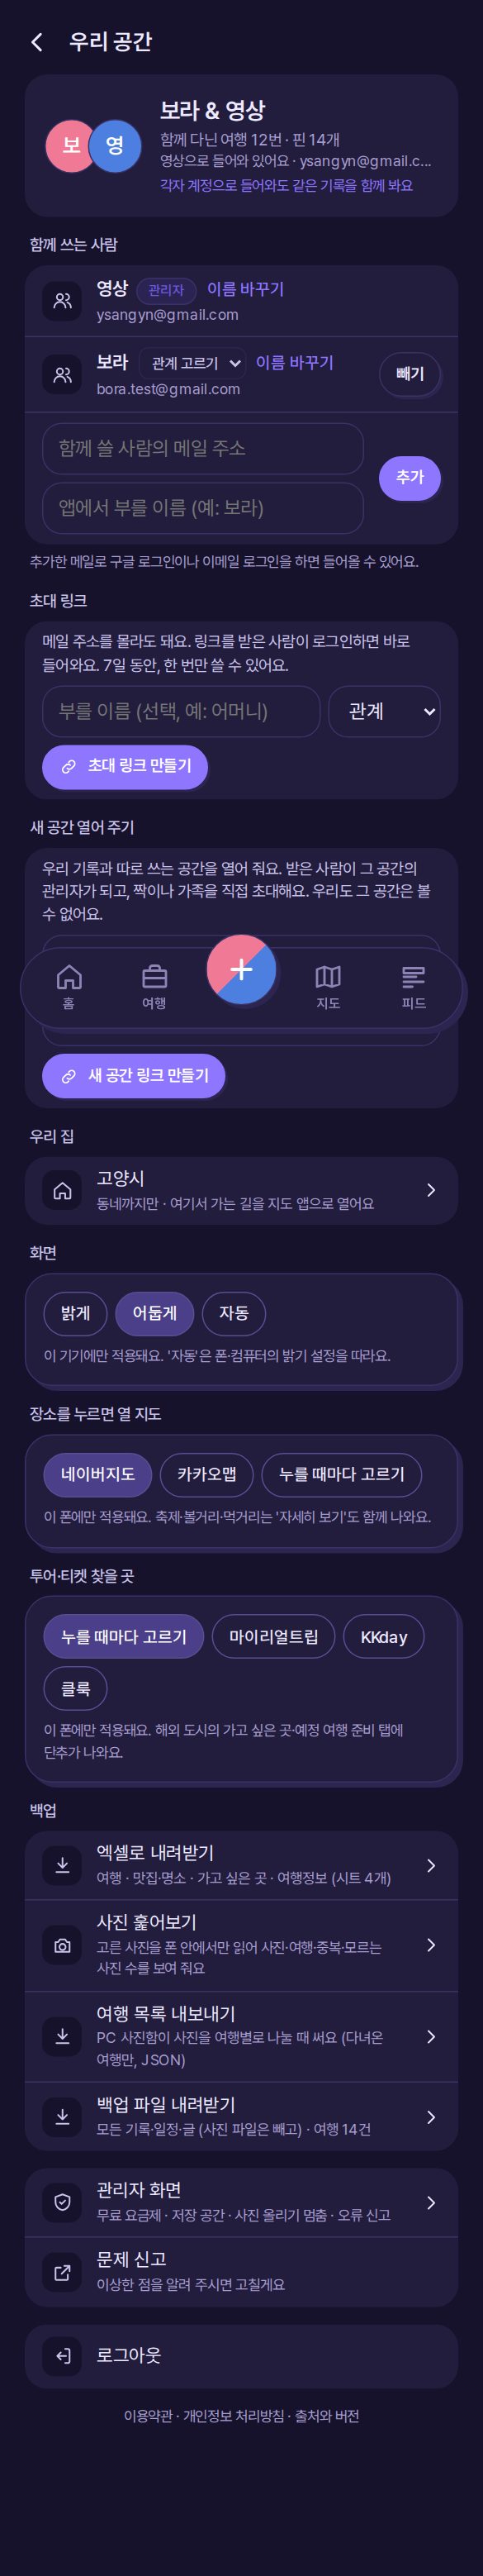 우리 공간
보라 & 영상
함께 다닌 여행 12번 · 핀 14개
영상으로 들어와 있어요 · ysangyn@gmail.c...
각자 계정으로 들어와도 같은 기록을 함께 봐요
보
영
함께 쓰는 사람
영상 관리자 이름 바꾸기
ysangyn@gmail.com
보라 관계 고르기 이름 바꾸기
bora.test@gmail.com
빼기
함께 쓸 사람의 메일 주소
앱에서 부를 이름 (예: 보라)
추가
추가한 메일로 구글 로그인이나 이메일 로그인을 하면 들어올 수 있어요.
초대 링크
메일 주소를 몰라도 돼요. 링크를 받은 사람이 로그인하면 바로
들어와요. 7일 동안, 한 번만 쓸 수 있어요.
부를 이름 (선택, 예: 어머니) 관계
초대 링크 만들기
새 공간 열어 주기
우리 기록과 따로 쓰는 공간을 열어 줘요. 받은 사람이 그 공간의
관리자가 되고, 짝이나 가족을 직접 초대해요. 우리도 그 공간은 볼
수 없어요.
홈 여행 지도 피드
새 공간 링크 만들기
우리 집
고양시
동네까지만 · 여기서 가는 길을 지도 앱으로 열어요
화면
밝게 어둡게 자동
이 기기에만 적용돼요. '자동'은 폰·컴퓨터의 밝기 설정을 따라요.
장소를 누르면 열 지도
네이버지도 카카오맵 누를 때마다 고르기
이 폰에만 적용돼요. 축제·볼거리·먹거리는 '자세히 보기'도 함께 나와요.
투어·티켓 찾을 곳
누를 때마다 고르기 마이리얼트립 KKday
클룩
이 폰에만 적용돼요. 해외 도시의 가고 싶은 곳·예정 여행 준비 탭에
단추가 나와요.
백업
엑셀로 내려받기
여행 · 맛집·명소 · 가고 싶은 곳 · 여행정보 (시트 4개)
사진 훑어보기
고른 사진을 폰 안에서만 읽어 사진·여행·중복·모르는
사진 수를 보여 줘요
여행 목록 내보내기
PC 사진함이 사진을 여행별로 나눌 때 써요 (다녀온
여행만, JSON)
백업 파일 내려받기
모든 기록·일정·글 (사진 파일은 빼고) · 여행 14건
관리자 화면
무료 요금제 · 저장 공간 · 사진 올리기 멈춤 · 오류 신고
문제 신고
이상한 점을 알려 주시면 고칠게요
로그아웃
이용약관 · 개인정보 처리방침 · 출처와 버전